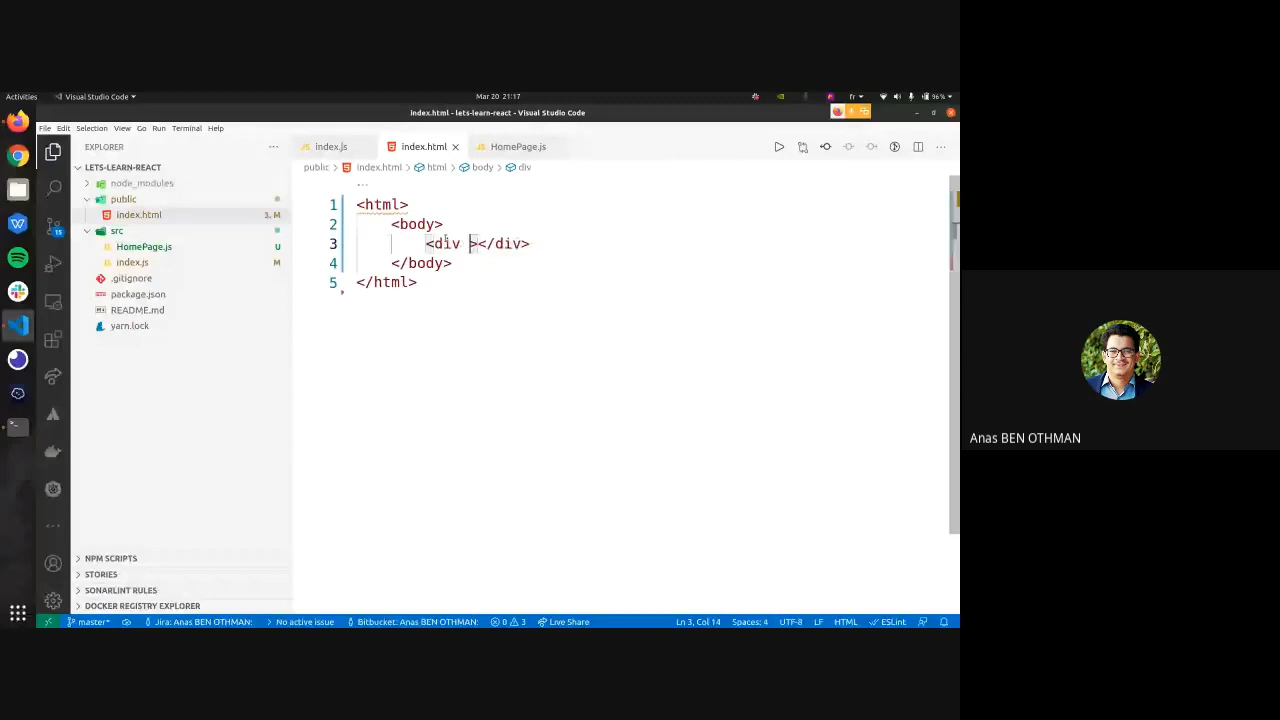 Activities
Visual Studio Code
Mar 20 21:17
fr
96%
index.html - lets-learn-react - Visual Studio Code
File Edit Selection View Go Run Terminal Help
EXPLORER
LETS-LEARN-REACT
node_modules
public
index.html 3, M
src
HomePage.js U
index.js M
.gitignore
package.json
README.md
yarn.lock
NPM SCRIPTS
STORIES
SONARLINT RULES
DOCKER REGISTRY EXPLORER
15
index.js
index.html
HomePage.js
public > index.html > html > body > div
1 <html>
2 <body>
3 <div ></div>
4 </body>
5 </html>
master*
Jira: Anas BEN OTHMAN:
No active issue
Bitbucket: Anas BEN OTHMAN:
0 3
Live Share
Ln 3, Col 14
Spaces: 4
UTF-8
LF
HTML
ESLint
Anas BEN OTHMAN